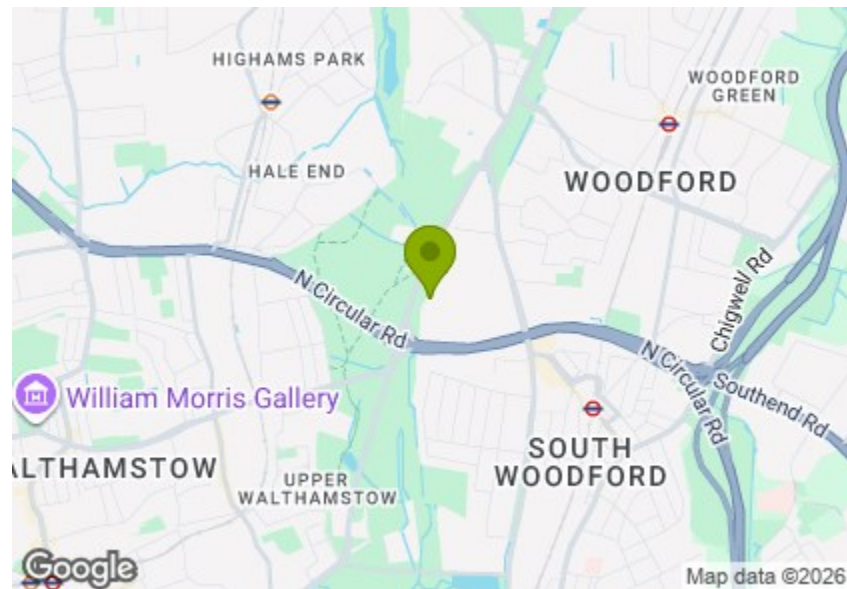 HIGHAMS PARK
WOODFORD
GREEN
HALE END
WOODFORD
Chigwell Rd
N Circular Rd
N Circular Rd
Southend Rd
William Morris Gallery
ALTHAMSTOW
SOUTH
WOODFORD
UPPER
WALTHAMSTOW
Google
Map data ©2026